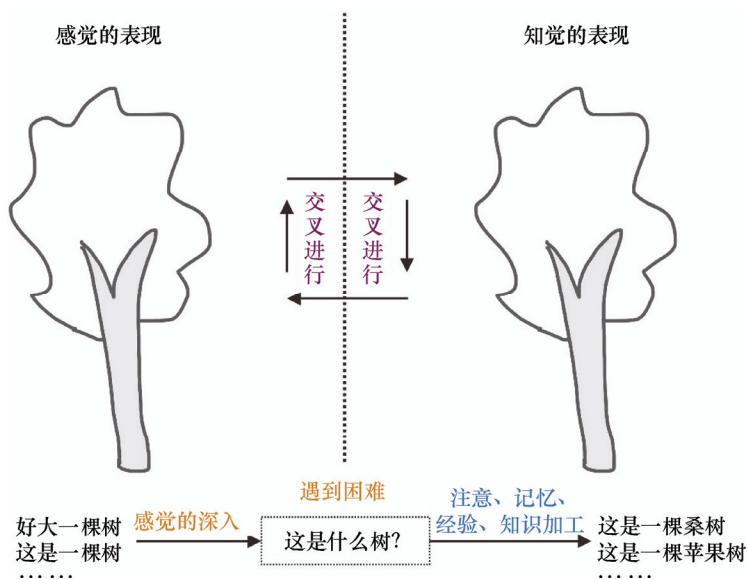 感觉的表现
知觉的表现
交叉进行
交叉进行
遇到困难
好大一棵树
这是一棵树
……
感觉的深入
这是什么树?
注意、记忆、
经验、知识加工
这是一棵桑树
这是一棵苹果树
……